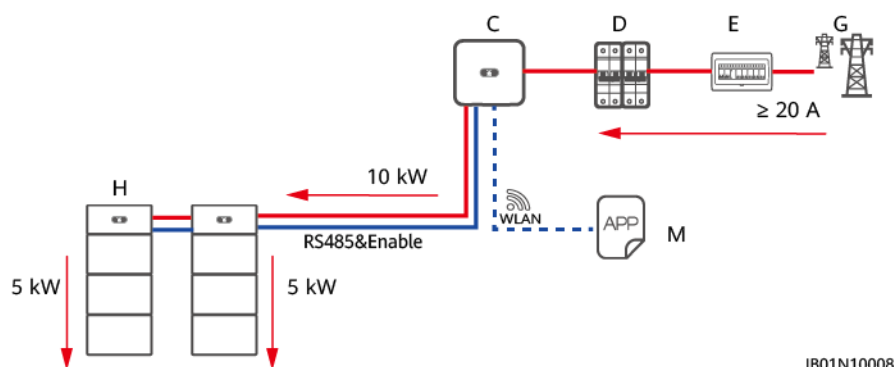 C
D
E
G
≥ 20 A
10 kW
H
WLAN
APP
M
RS485&Enable
5 kW
5 kW
IB01N10008